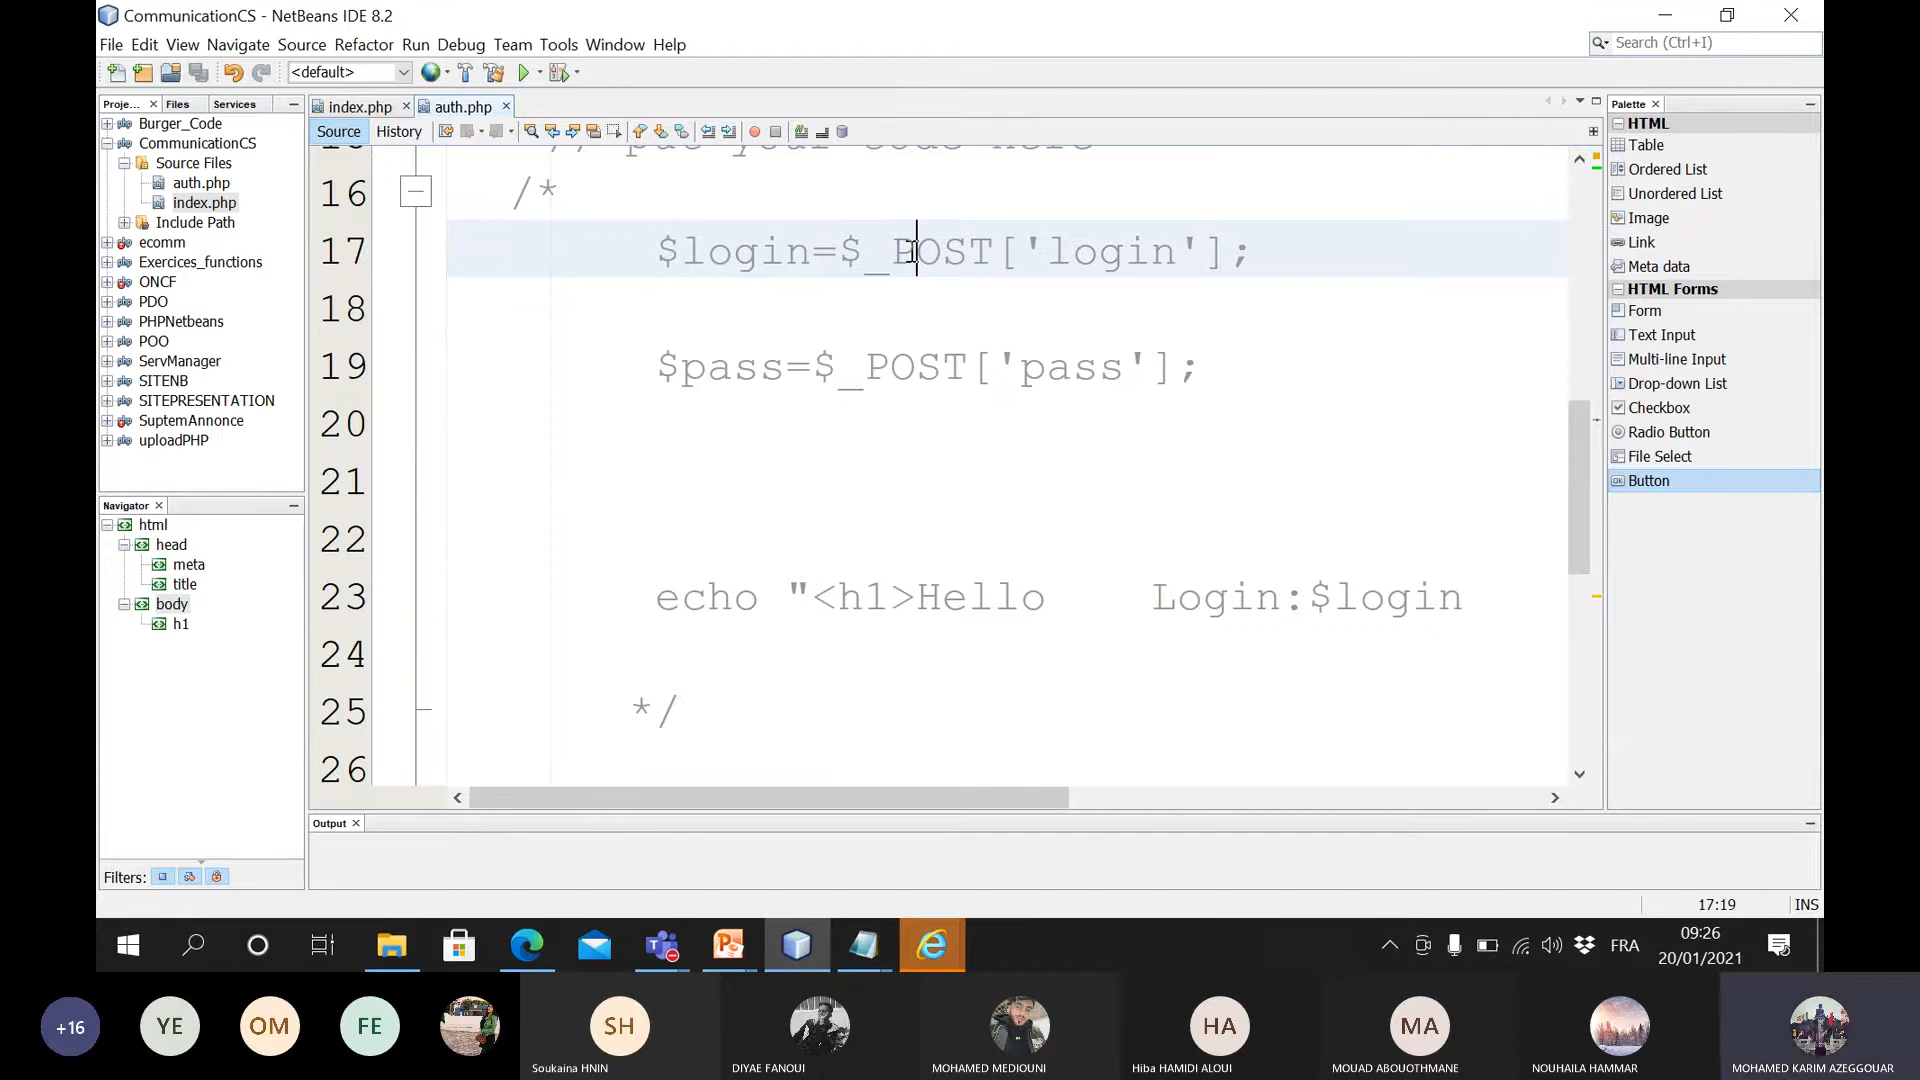 CommunicationCS - NetBeans IDE 8.2
File Edit View Navigate Source Refactor Run Debug Team Tools Window Help
Search (Ctrl+I)
<default>
Proje... Files Services
index.php auth.php
Palette
Source History
Burger_Code
CommunicationCS
Source Files
auth.php
index.php
Include Path
ecomm
Exercices_functions
ONCF
PDO
PHPNetbeans
POO
ServManager
SITENB
SITEPRESENTATION
SuptemAnnonce
uploadPHP
Navigator
html
head
meta
title
body
h1
Filters:
// put your code here
16 /*
17 $login=$_POST['login'];
18
19 $pass=$_POST['pass'];
20
21
22
23 echo "<h1>Hello Login:$login
24
25 */
26
Output
HTML
Table
Ordered List
Unordered List
Image
Link
Meta data
HTML Forms
Form
Text Input
Multi-line Input
Drop-down List
Checkbox
Radio Button
File Select
Button
17:19 INS
FRA
09:26
20/01/2021
+16 YE OM FE SH HA MA
Soukaina HNIN
DIYAE FANOUI
MOHAMED MEDIOUNI
Hiba HAMIDI ALOUI
MOUAD ABOUOTHMANE
NOUHAILA HAMMAR
MOHAMED KARIM AZEGGOUAR